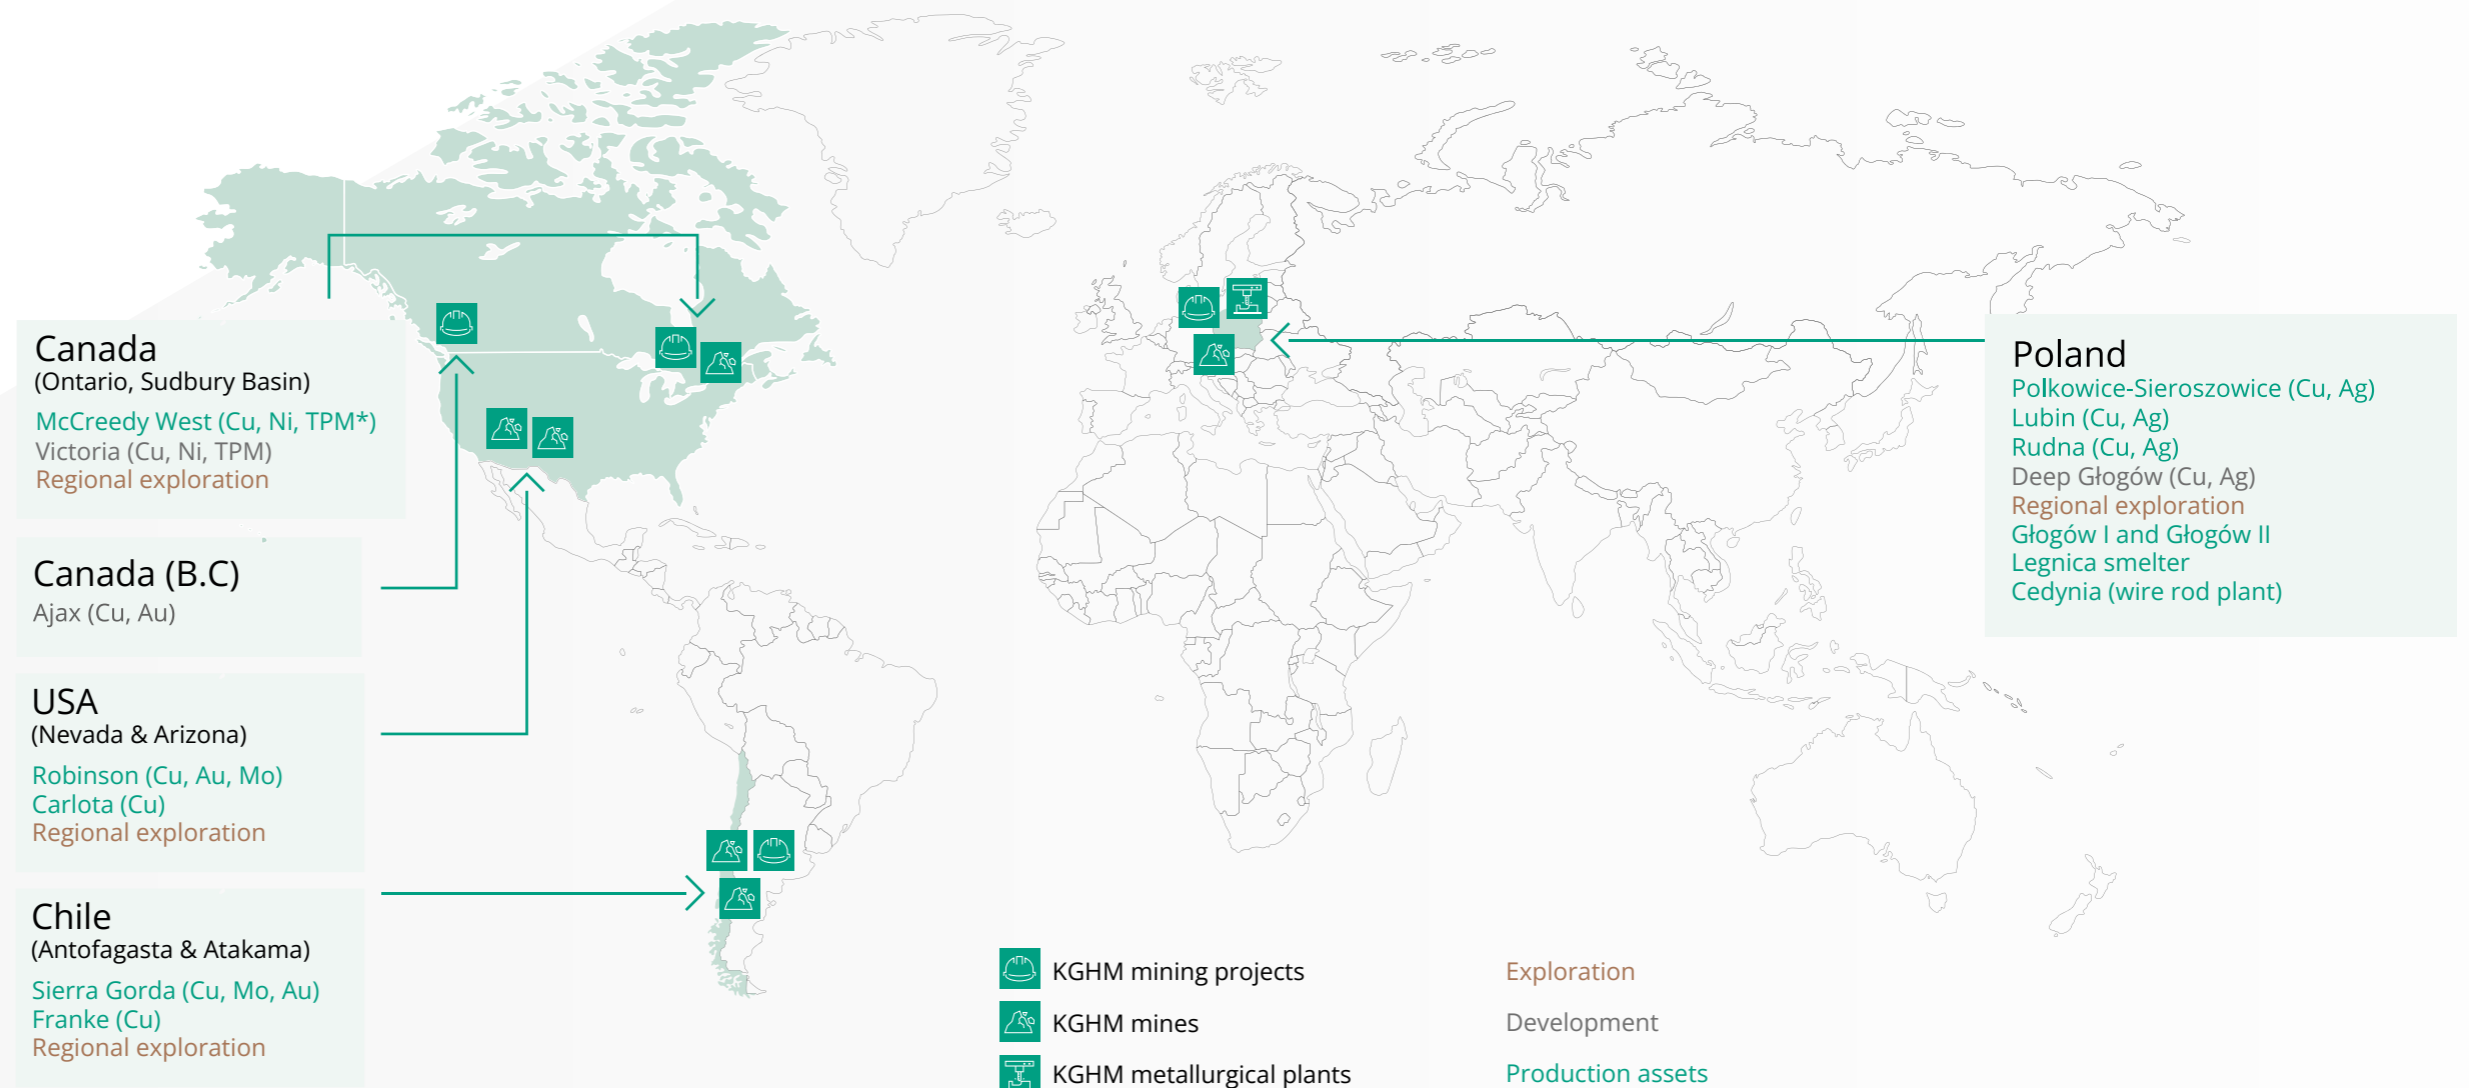 Canada
(Ontario, Sudbury Basin)
McCreedy West (Cu, Ni, TPM*)
Victoria (Cu, Ni, TPM)
Regional exploration
Canada (B.C)
Ajax (Cu, Au)
USA
(Nevada & Arizona)
Robinson (Cu, Au, Mo)
Carlota (Cu)
Regional exploration
Chile
(Antofagasta & Atakama)
Sierra Gorda (Cu, Mo, Au)
Franke (Cu)
Regional exploration
Poland
Polkowice-Sieroszowice (Cu, Ag)
Lubin (Cu, Ag)
Rudna (Cu, Ag)
Deep Głogów (Cu, Ag)
Regional exploration
Głogów I and Głogów II
Legnica smelter
Cedynia (wire rod plant)
KGHM mining projects
KGHM mines
KGHM metallurgical plants
Exploration
Development
Production assets